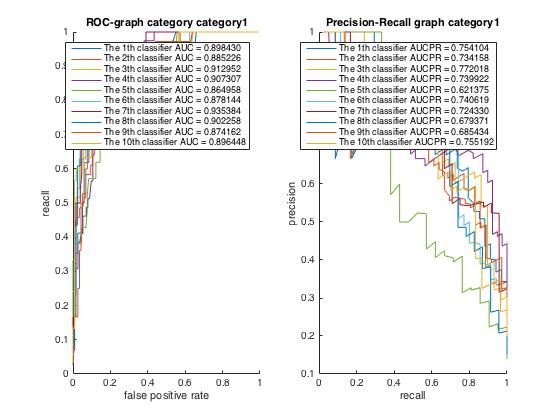 ROC-graph category category1
1
0.9
0.8
0.7
0.6
0.5
0.4
0.3
0.2
0.1
0
reacll
The 1th classifier AUC = 0.898430
The 2th classifier AUC = 0.885226
The 3th classifier AUC = 0.912952
The 4th classifier AUC = 0.907307
The 5th classifier AUC = 0.864958
The 6th classifier AUC = 0.878144
The 7th classifier AUC = 0.935384
The 8th classifier AUC = 0.902258
The 9th classifier AUC = 0.874162
The 10th classifier AUC = 0.896448
0 0.2 0.4 0.6 0.8 1
false positive rate
Precision-Recall graph category1
1
0.6
0.5
0.4
0.3
0.2
0.1
precision
The 1th classifier AUCPR = 0.754104
The 2th classifier AUCPR = 0.734158
The 3th classifier AUCPR = 0.772018
The 4th classifier AUCPR = 0.739922
The 5th classifier AUCPR = 0.621375
The 6th classifier AUCPR = 0.740619
The 7th classifier AUCPR = 0.724330
The 8th classifier AUCPR = 0.679371
The 9th classifier AUCPR = 0.685434
The 10th classifier AUCPR = 0.755192
0 0.2 0.4 0.6 0.8 1
recall